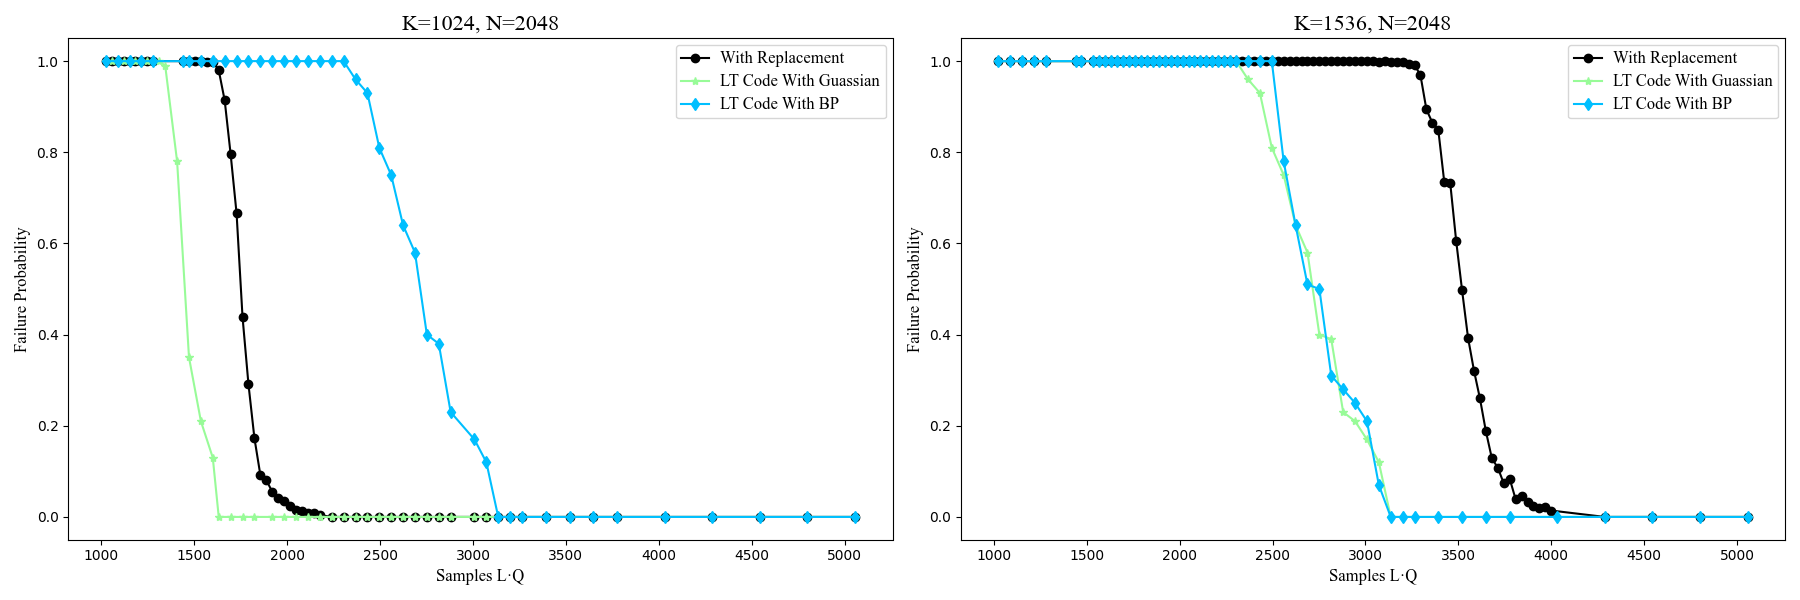 K=1024, N=2048
1.0
0.8
0.6
0.4
0.2
0.0
Failure Probability
1000 1500 2000 2500 3000 3500 4000 4500 5000
Samples L·Q
With Replacement
LT Code With Guassian
LT Code With BP
K=1536, N=2048
1.0
0.8
0.6
0.4
0.2
0.0
Failure Probability
1000 1500 2000 2500 3000 3500 4000 4500 5000
Samples L·Q
With Replacement
LT Code With Guassian
LT Code With BP